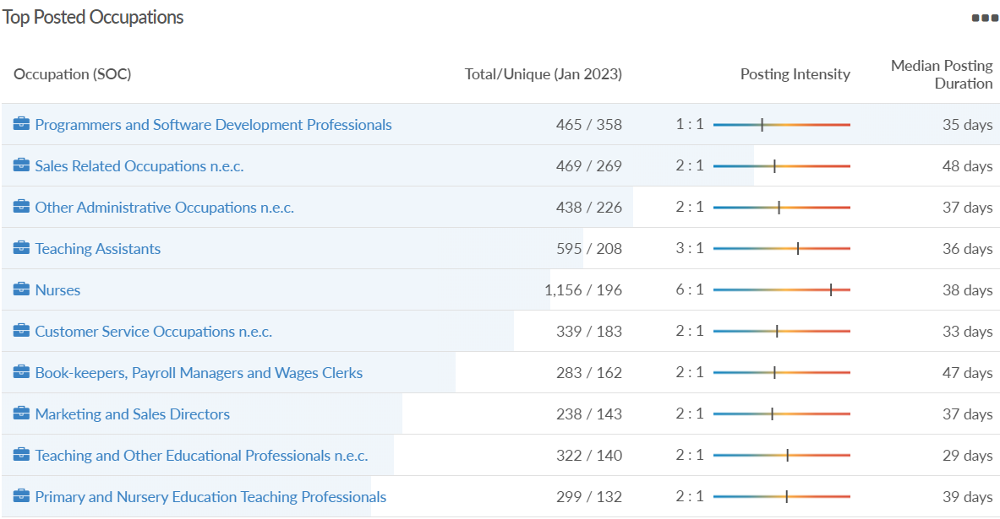 Top Posted Occupations
Occupation (SOC) Total/Unique (Jan 2023) Posting Intensity Median Posting Duration
Programmers and Software Development Professionals 465 / 358 1 : 1 35 days
Sales Related Occupations n.e.c. 469 / 269 2 : 1 48 days
Other Administrative Occupations n.e.c. 438 / 226 2 : 1 37 days
Teaching Assistants 595 / 208 3 : 1 36 days
Nurses 1,156 / 196 6 : 1 38 days
Customer Service Occupations n.e.c. 339 / 183 2 : 1 33 days
Book-keepers, Payroll Managers and Wages Clerks 283 / 162 2 : 1 47 days
Marketing and Sales Directors 238 / 143 2 : 1 37 days
Teaching and Other Educational Professionals n.e.c. 322 / 140 2 : 1 29 days
Primary and Nursery Education Teaching Professionals 299 / 132 2 : 1 39 days